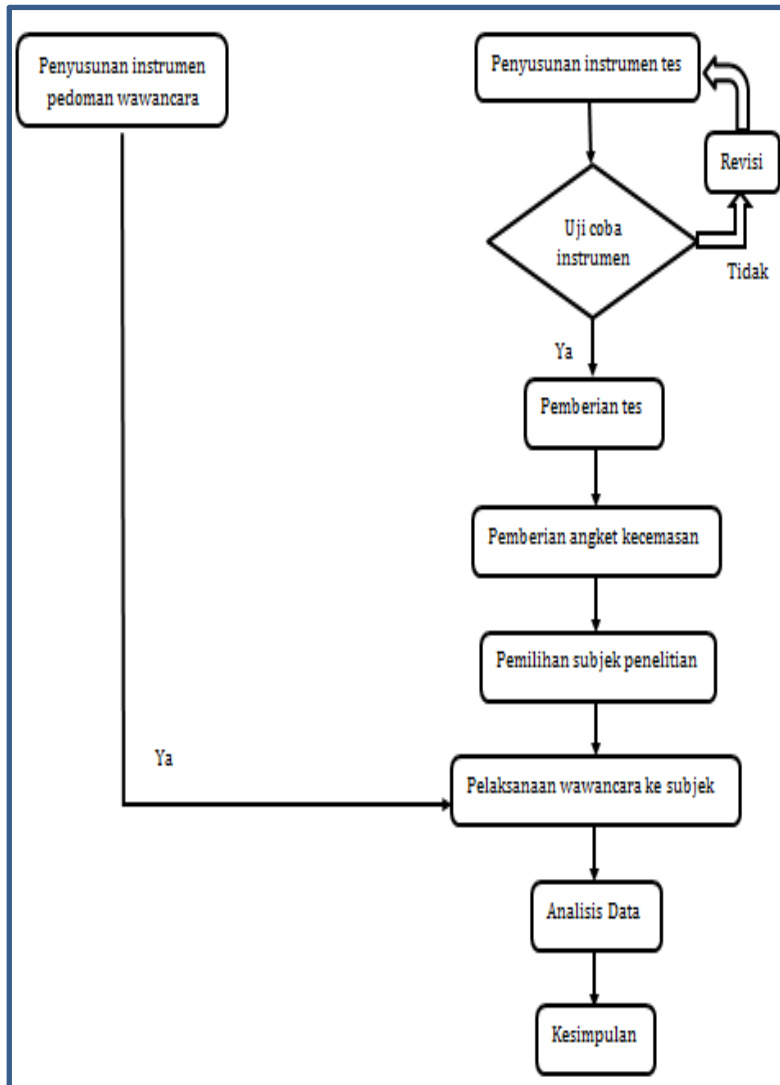 Penyusunan instrumen
pedoman wawancara
Penyusunan instrumen tes
Revisi
Uji coba
instrumen
Tidak
Ya
Pemberian tes
Pemberian angket kecemasan
Pemilihan subjek penelitian
Ya
Pelaksanaan wawancara ke subjek
Analisis Data
Kesimpulan